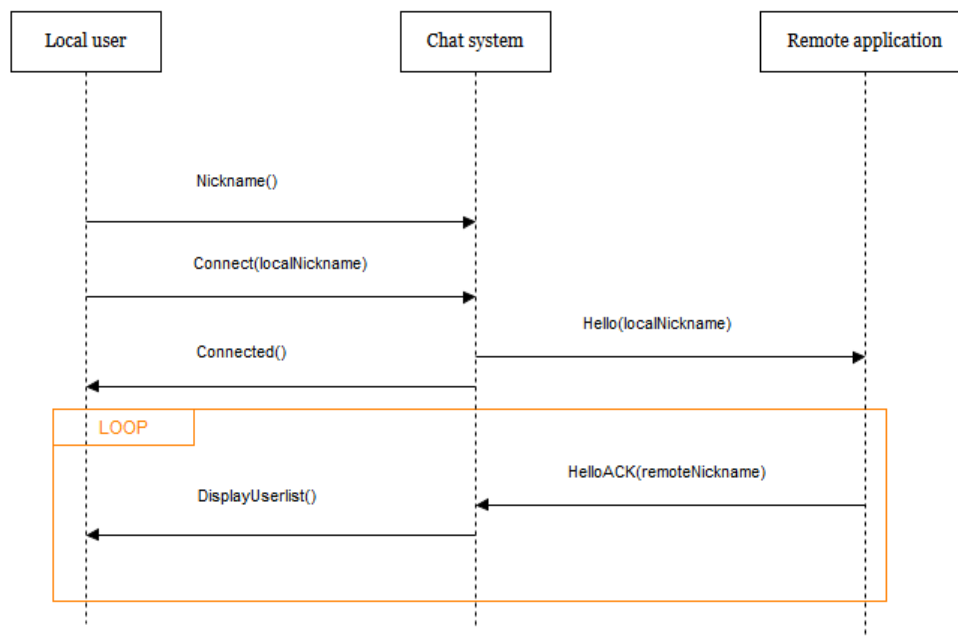 Local user
Chat system
Remote application
Nickname()
Connect(localNickname)
Hello(localNickname)
Connected()
LOOP
HelloACK(remoteNickname)
DisplayUserlist()